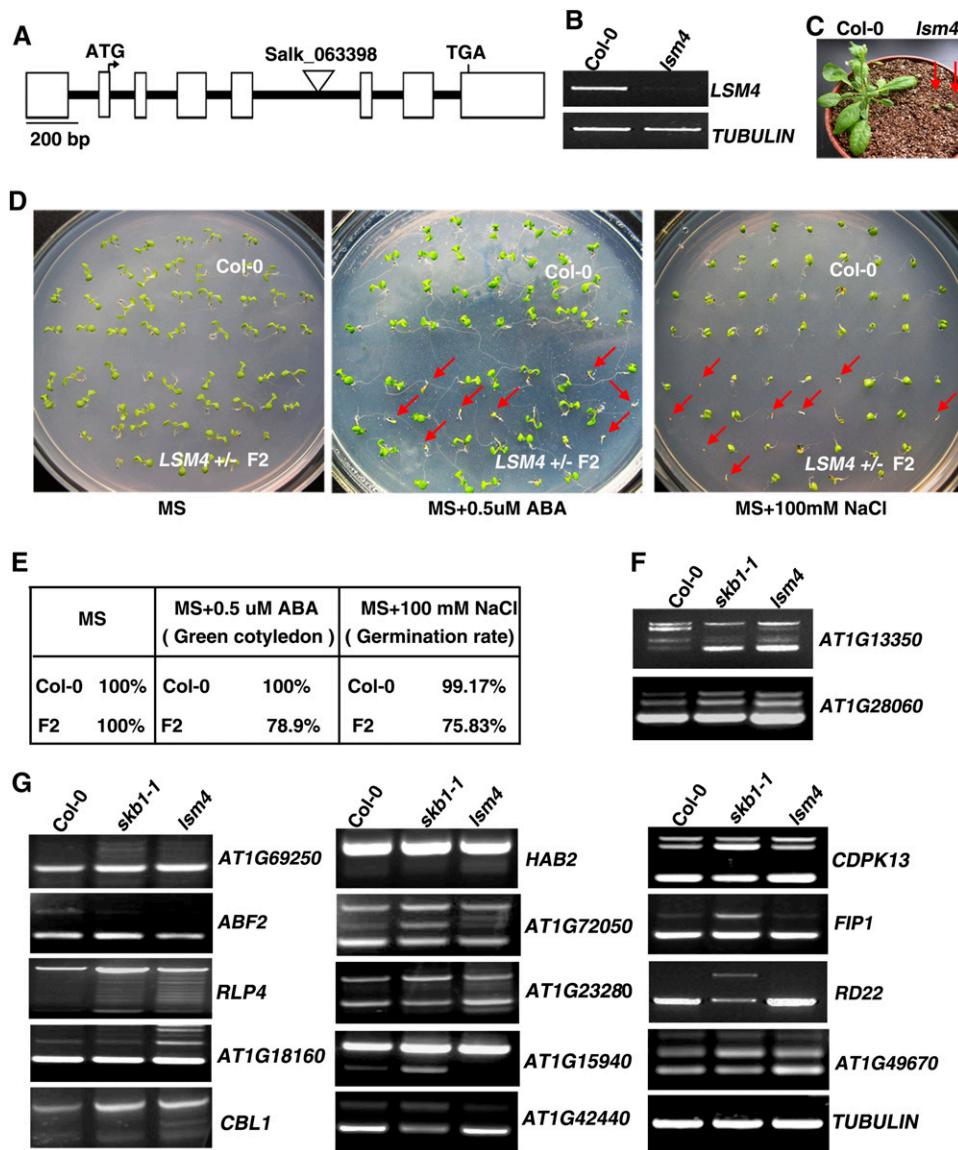 A
ATG
Salk_063398
TGA
200 bp
B
Col-0
lsm4
LSM4
TUBULIN
C
Col-0
lsm4
D
Col-0
LSM4 +/- F2
MS
Col-0
LSM4 +/- F2
MS+0.5uM ABA
Col-0
LSM4 +/- F2
MS+100mM NaCl
E
MS
MS+0.5 uM ABA
( Green cotyledon )
MS+100 mM NaCl
( Germination rate)
Col-0 100%
Col-0 100%
Col-0 99.17%
F2 100%
F2 78.9%
F2 75.83%
F
Col-0
skb1-1
lsm4
AT1G13350
AT1G28060
G
Col-0
skb1-1
lsm4
AT1G69250
ABF2
RLP4
AT1G18160
CBL1
Col-0
skb1-1
lsm4
HAB2
AT1G72050
AT1G23280
AT1G15940
AT1G42440
Col-0
skb1-1
lsm4
CDPK13
FIP1
RD22
AT1G49670
TUBULIN